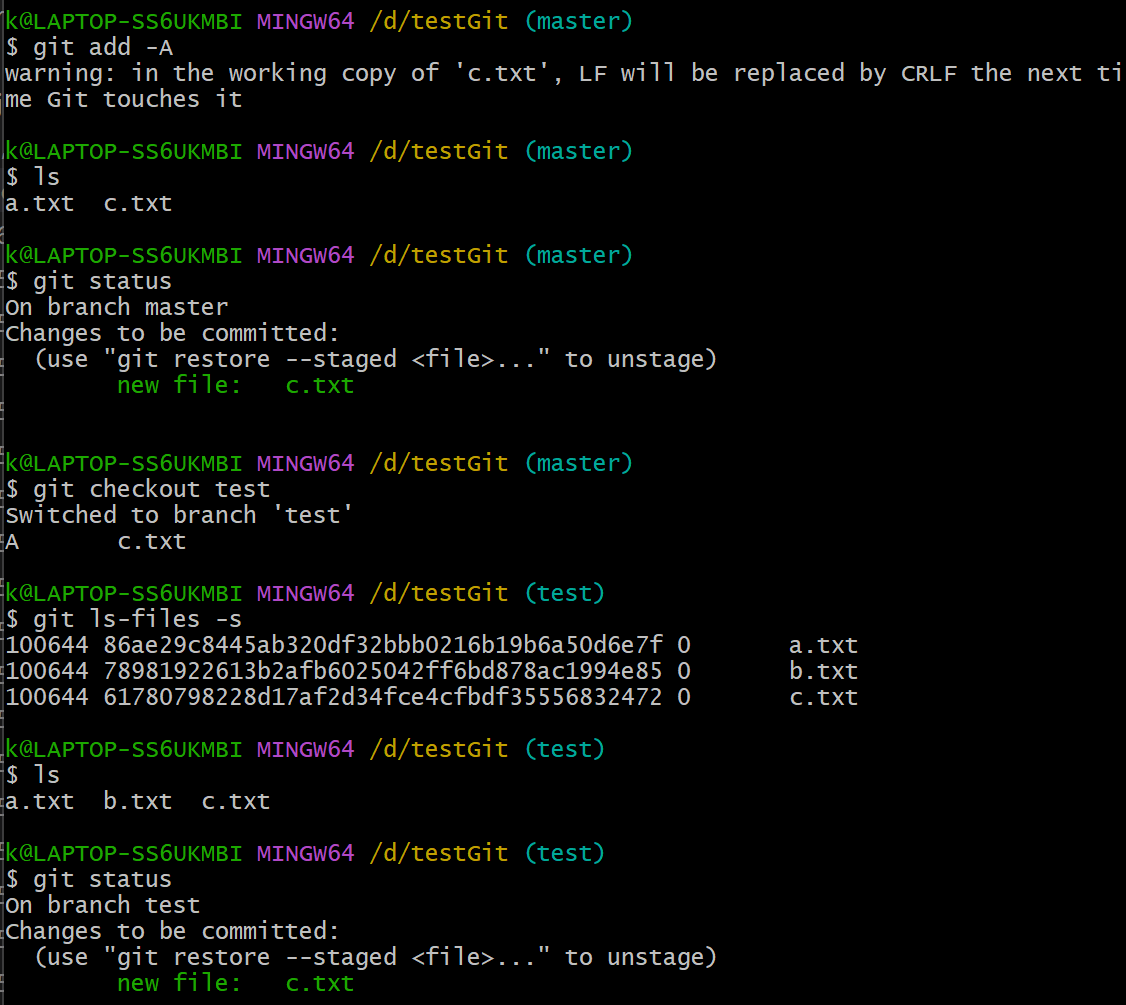 k@LAPTOP-SS6UKMBI MINGW64 /d/testGit (master)
$ git add -A
warning: in the working copy of 'c.txt', LF will be replaced by CRLF the next ti
me Git touches it
k@LAPTOP-SS6UKMBI MINGW64 /d/testGit (master)
$ ls
a.txt  c.txt
k@LAPTOP-SS6UKMBI MINGW64 /d/testGit (master)
$ git status
On branch master
Changes to be committed:
  (use "git restore --staged <file>..." to unstage)
        new file:   c.txt
k@LAPTOP-SS6UKMBI MINGW64 /d/testGit (master)
$ git checkout test
Switched to branch 'test'
A       c.txt
k@LAPTOP-SS6UKMBI MINGW64 /d/testGit (test)
$ git ls-files -s
100644 86ae29c8445ab320df32bbb0216b19b6a50d6e7f 0       a.txt
100644 78981922613b2afb6025042ff6bd878ac1994e85 0       b.txt
100644 61780798228d17af2d34fce4cfbdf35556832472 0       c.txt
k@LAPTOP-SS6UKMBI MINGW64 /d/testGit (test)
$ ls
a.txt  b.txt  c.txt
k@LAPTOP-SS6UKMBI MINGW64 /d/testGit (test)
$ git status
On branch test
Changes to be committed:
  (use "git restore --staged <file>..." to unstage)
        new file:   c.txt